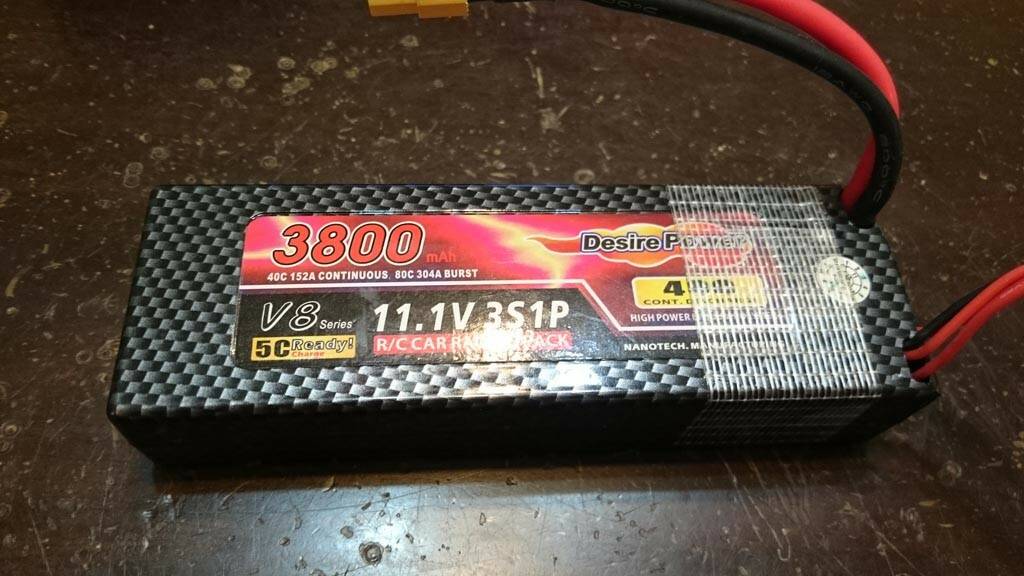 3800 mAh
Desire Power
40C 152A CONTINUOUS, 80C 304A BURST
CONT.
V8 Series
11.1V 3S1P
HIGH POWER
5C Ready!
Charge
R/C CAR PACK
NANOTECH.